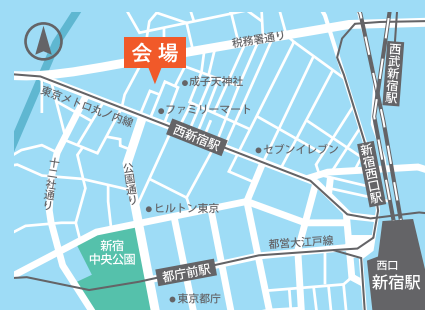 税務署通り
会場
西武新宿駅
成子天神社
東京メトロ丸ノ内線
ファミリーマート
西新宿駅
セブンイレブン
新宿西口駅
十二社通り
公園通り
ヒルトン東京
新宿
中央公園
都営大江戸線
都庁前駅
西口
新宿駅
東京都庁